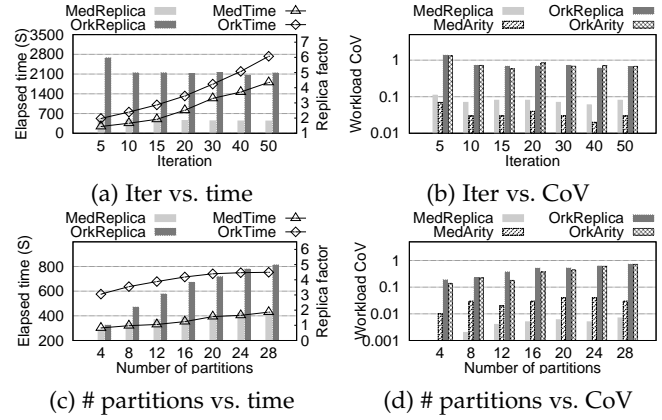 MedReplica MedTime
OrkReplica OrkTime
Elapsed time (S)
3500
2800
2100
1400
700
0
7
6
5
4
3
2
1
Replica factor
5 10 15 20 30 40 50
Iteration
(a) Iter vs. time
MedReplica OrkReplica
MedArity OrkArity
Workload CoV
1
0.1
0.01
5 10 15 20 30 40 50
Iteration
(b) Iter vs. CoV
MedReplica MedTime
OrkReplica OrkTime
Elapsed time (S)
800
600
400
200
6
5
4
3
2
1
0
Replica factor
4 8 12 16 20 24 28
Number of partitions
(c) # partitions vs. time
MedReplica OrkReplica
MedArity OrkArity
Workload CoV
1
0.1
0.01
0.001
4 8 12 16 20 24 28
Number of partitions
(d) # partitions vs. CoV